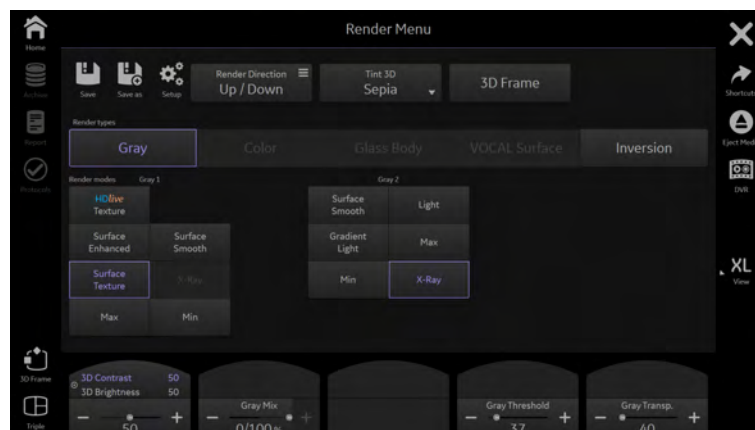 Render Menu
Home
Archive
Report
Protocols
3D Frame
Triple
Save
Save as
Setup
Render Direction
Up / Down
Tint 3D
Sepia
3D Frame
Render types
Gray
Color
Glass Body
VOCAL Surface
Inversion
Render modes
Gray 1
HDlive
Texture
Surface
Enhanced
Surface
Smooth
Surface
Texture
X-Ray
Max
Min
Gray 2
Surface
Smooth
Light
Gradient
Light
Max
Min
X-Ray
Shortcuts
Eject Med
DVR
XL
View
3D Contrast 50
3D Brightness 50
50
Gray Mix
0/100
Gray Threshold
37
Gray Transp.
40